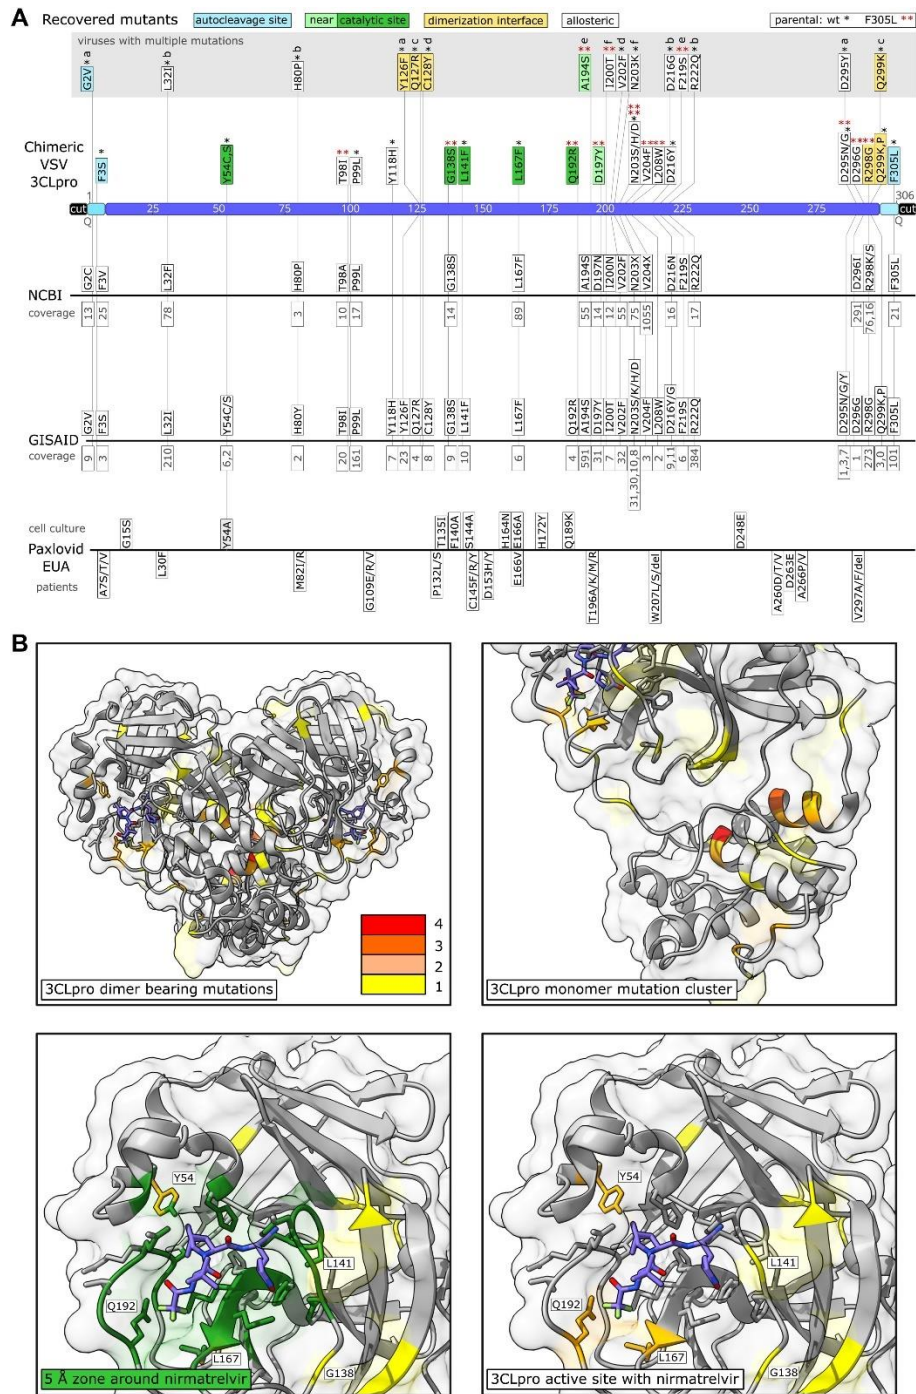 A Recovered mutants autocleavage site near catalytic site dimerization interface allosteric parental: wt * F305L **
viruses with multiple mutations
G2V * a
L32I * b
H80P * b
Y126F * a
Q127R * c
C128Y * d
A194S ** e
I200T ** f
V202F * d
N203K * f
D216G * b
F219S ** e
R222Q * b
D295Y * a
Q299K * c
Chimeric
VSV
3CLpro
F3S *
Y54C,S *
T98I **
P99L *
Y118H *
G138S **
L141F *
L167F *
Q192R **
D197Y **
N203S/H/D
V204F **
L208W **
D216Y *
D295N/G
D296G **
R298G **
Q299K,P *
F305L *
1 306
cut 25 50 75 100 125 150 175 200 225 250 275 cut
Q Q
G2C
F3V
L32F
H80P
T98A
P99L
G138S
L167F
A194S
D197N
I200N
V202F
N203X
V204X
D216N
F219S
R222Q
D296I
R298K/S
F305L
NCBI
coverage
13
25
78
3
10
17
14
89
55
14
12
55
75
1055
16
17
291
76,16
21
G2V
F3S
L32I
Y54C/S
H80Y
T98I
P99L
Y118H
Y126F
Q127R
C128Y
G138S
L141F
L167F
Q192R
A194S
D197Y
I200T
V202F
N203S/K/H/D
V204F
L208W
D216Y/G
F219S
R222Q
D295N/G/Y
D296G
R298G
Q299K,P
F305L
GISAID
coverage
9
3
210
6,2
2
20
161
7
23
4
8
9
10
6
4
591
31
7
32
31,30,10,8
3
2
9,11
6
384
1,3,7
1
273
3,0
101
cell culture
G15S
Y54A
T135I
F140A
S144A
H164N
E166A
H172Y
Q189K
D248E
Paxlovid
EUA
patients
A7S/T/V
L30F
M82I/R
G109E/R/V
P132L/S
C145F/R/Y
D153H/Y
E166V
T196A/K/M/R
W207L/S/del
A260D/T/V
D263E
A266P/V
V297A/F/del
B
4
3
2
1
3CLpro dimer bearing mutations
3CLpro monomer mutation cluster
Y54
L141
Q192
L167
G138
5 Å zone around nirmatrelvir
Y54
L141
Q192
L167
G138
3CLpro active site with nirmatrelvir